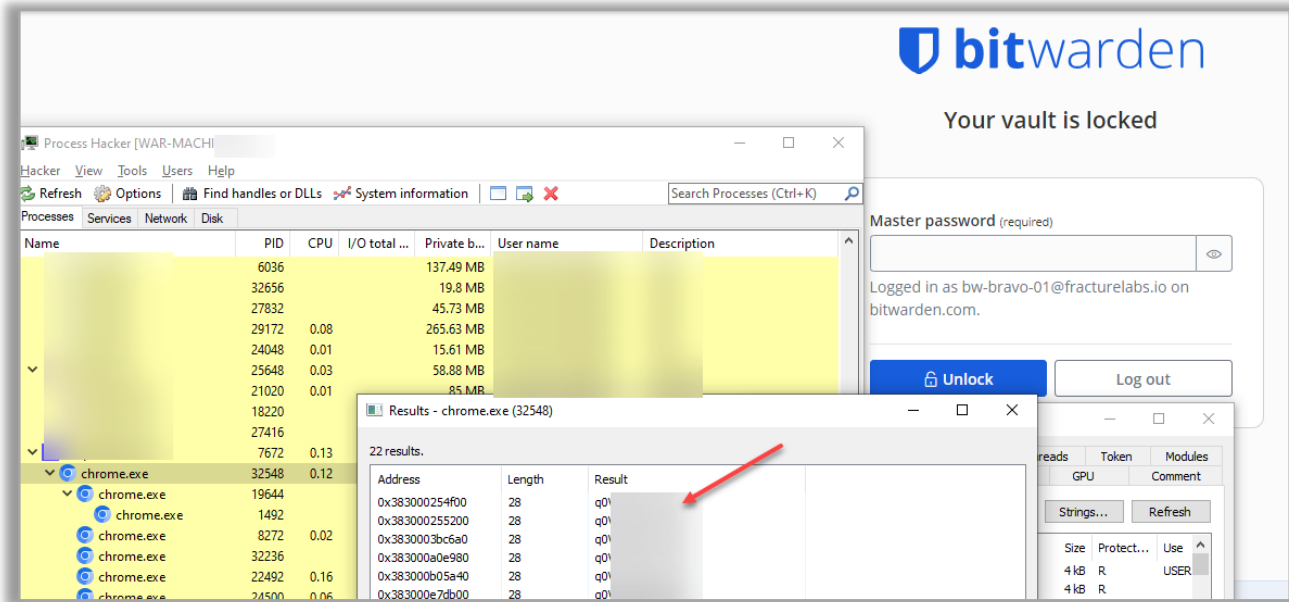 bitwarden
Your vault is locked
Process Hacker [WAR-MACHI
Hacker View Tools Users Help
Refresh Options Find handles or DLLs System information Search Processes (Ctrl+K)
Processes Services Network Disk
Name PID CPU I/O total ... Private b... User name Description
6036 137.49 MB
32656 19.8 MB
27832 45.73 MB
29172 0.08 265.63 MB
24048 0.01 15.61 MB
25648 0.03 58.88 MB
21020 0.01 85 MB
18220
27416
7672 0.13
chrome.exe 32548 0.12
chrome.exe 19644
chrome.exe 1492
chrome.exe 8272 0.02
chrome.exe 32236
chrome.exe 22492 0.16
chrome.exe 24500 0.06
Master password (required)
Logged in as bw-bravo-01@fracturelabs.io on
bitwarden.com.
Unlock Log out
Results - chrome.exe (32548)
22 results.
Address Length Result
0x383000254f00 28 q0
0x383000255200 28 q0
0x3830003bc6a0 28 q0
0x383000a0e980 28 q0
0x383000b05a40 28 q0
0x383000e7db00 28 q0
reads Token Modules
GPU Comment
Strings... Refresh
Size Protect... Use
4 kB R USER
4 kB R